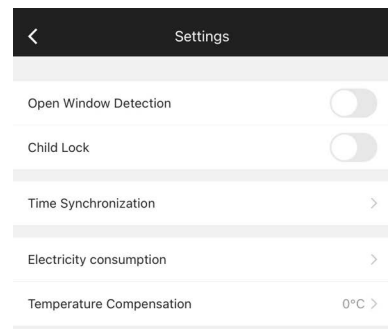 Settings
Open Window Detection
Child Lock
Time Synchronization
Electricity consumption
Temperature Compensation 0°C